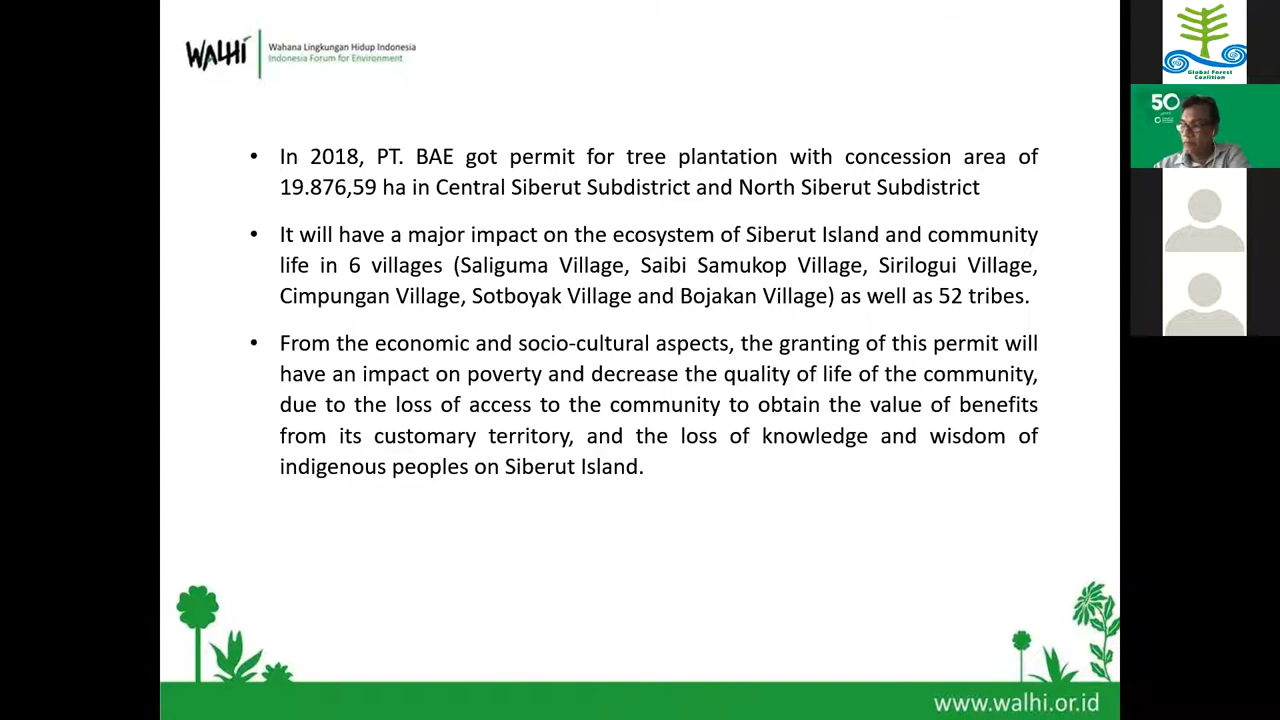 WALHI
Wahana Lingkungan Hidup Indonesia
Indonesia Forum for Environment
• In 2018, PT. BAE got permit for tree plantation with concession area of
19.876,59 ha in Central Siberut Subdistrict and North Siberut Subdistrict
• It will have a major impact on the ecosystem of Siberut Island and community
life in 6 villages (Saliguma Village, Saibi Samukop Village, Sirilogui Village,
Cimpungan Village, Sotboyak Village and Bojakan Village) as well as 52 tribes.
• From the economic and socio-cultural aspects, the granting of this permit will
have an impact on poverty and decrease the quality of life of the community,
due to the loss of access to the community to obtain the value of benefits
from its customary territory, and the loss of knowledge and wisdom of
indigenous peoples on Siberut Island.
www.walhi.or.id
Global Forest
Coalition
50